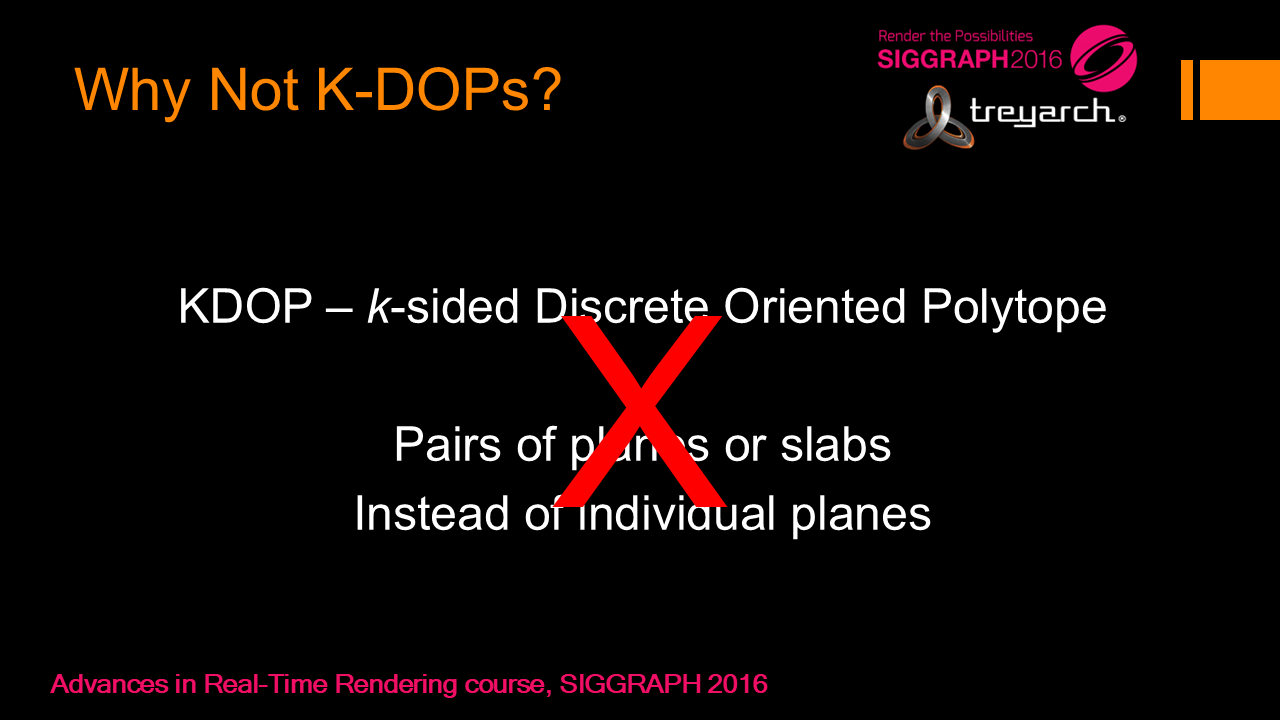 Why Not K-DOPs?
Render the Possibilities
SIGGRAPH2016
treyarch®
KDOP – k-sided Discrete Oriented Polytope
Pairs of planes or slabs
Instead of individual planes
X
Advances in Real-Time Rendering course, SIGGRAPH 2016